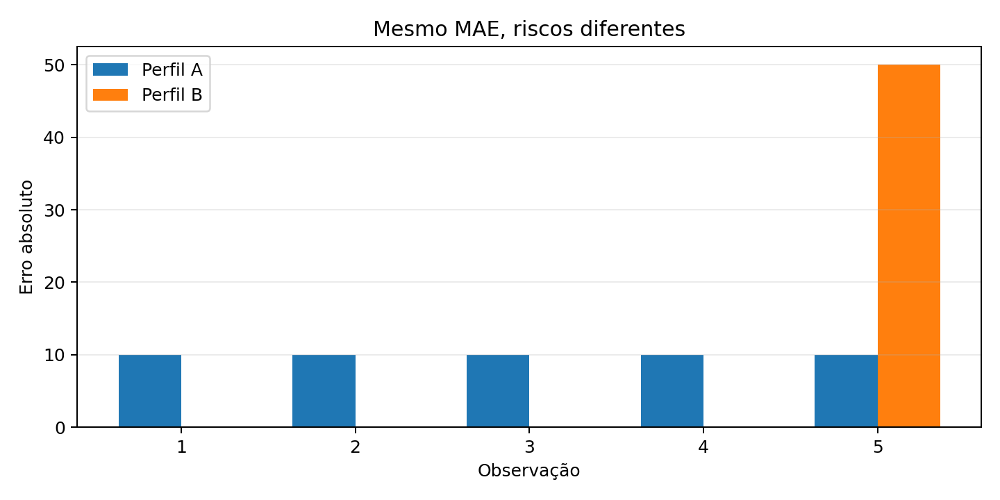 Mesmo MAE, riscos diferentes
Perfil A
Perfil B
50
40
30
20
10
0
Erro absoluto
1 2 3 4 5
Observação